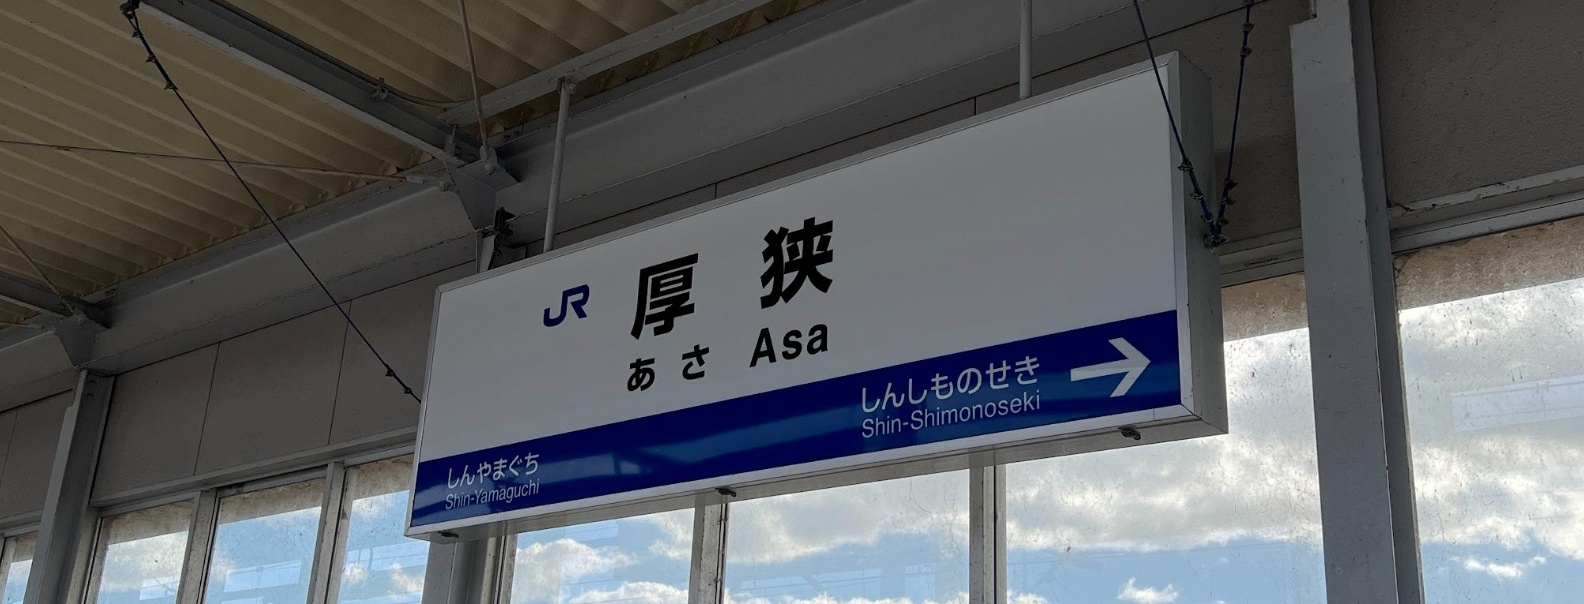 JR 厚狭
あさ Asa
しんやまぐち
Shin-Yamaguchi
しんしものせき →
Shin-Shimonoseki